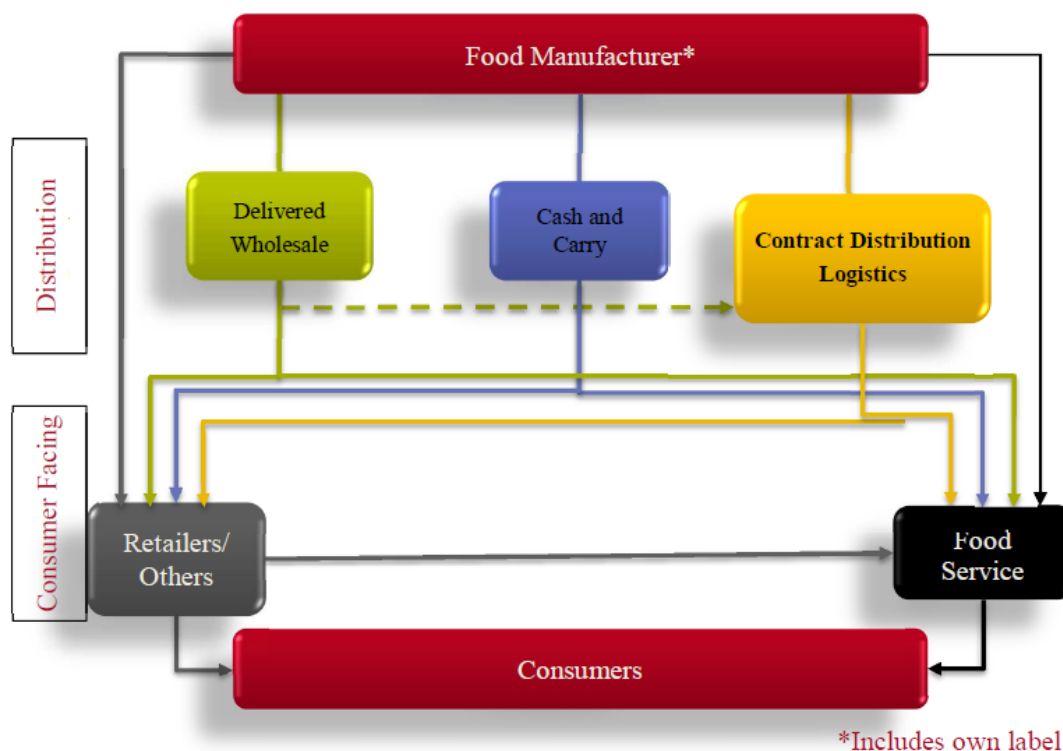 Food Manufacturer*
Distribution
Delivered
Wholesale
Cash and
Carry
Contract Distribution
Logistics
Consumer Facing
Retailers/
Others
Food
Service
Consumers
*Includes own label